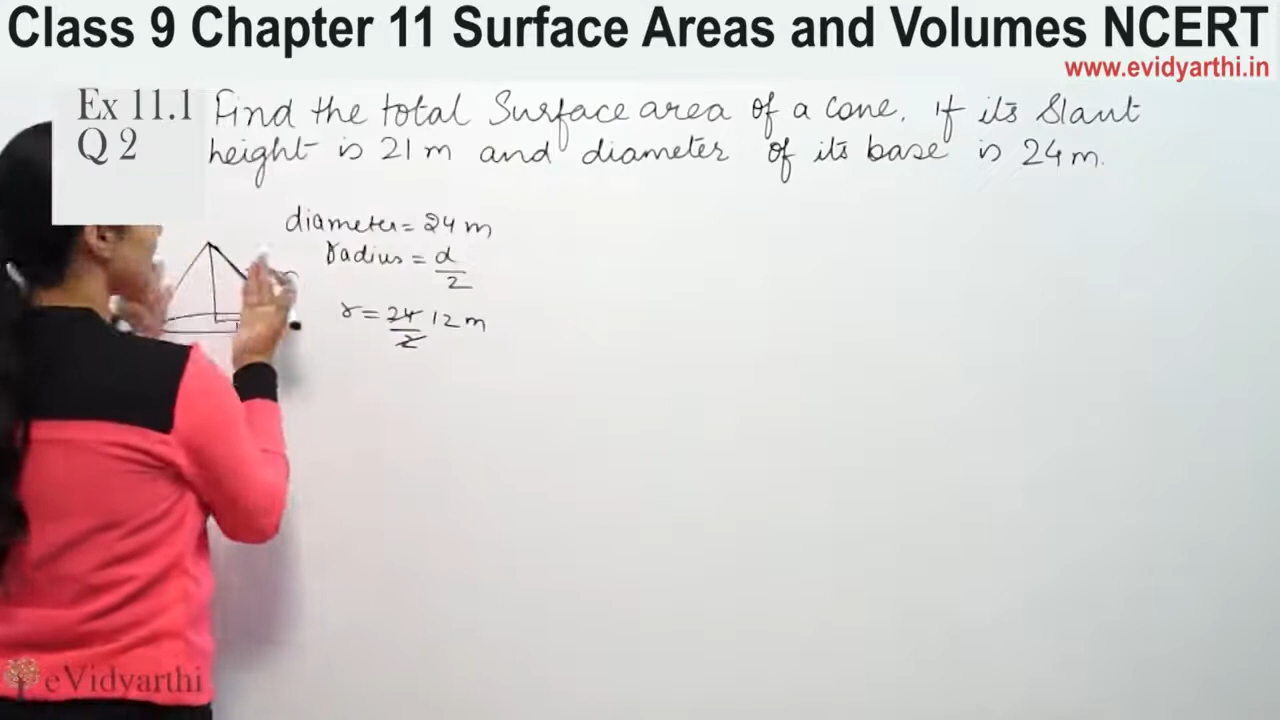 Class 9 Chapter 11 Surface Areas and Volumes NCERT
www.evidyarthi.in
Ex 11.1 Find the total Surface area of a cone, if its Slant
Q 2 height is 21 m and diameter of its base is 24 m.
diameter = 24 m
radius = d/2
r = 24/2 12 m
eVidyarthi